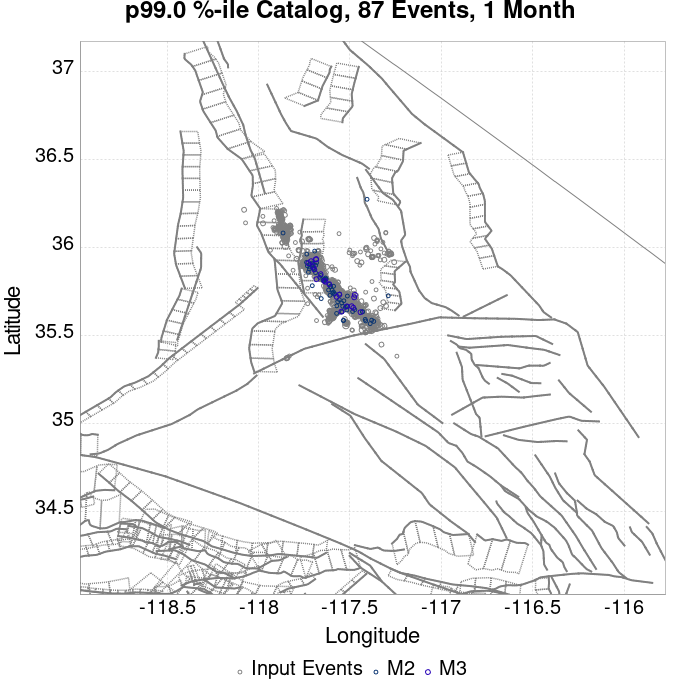 p99.0 %-ile Catalog, 87 Events, 1 Month
37
36.5
36
35.5
35
34.5
Latitude
-118.5 -118 -117.5 -117 -116.5 -116
Longitude
Input Events M2 M3